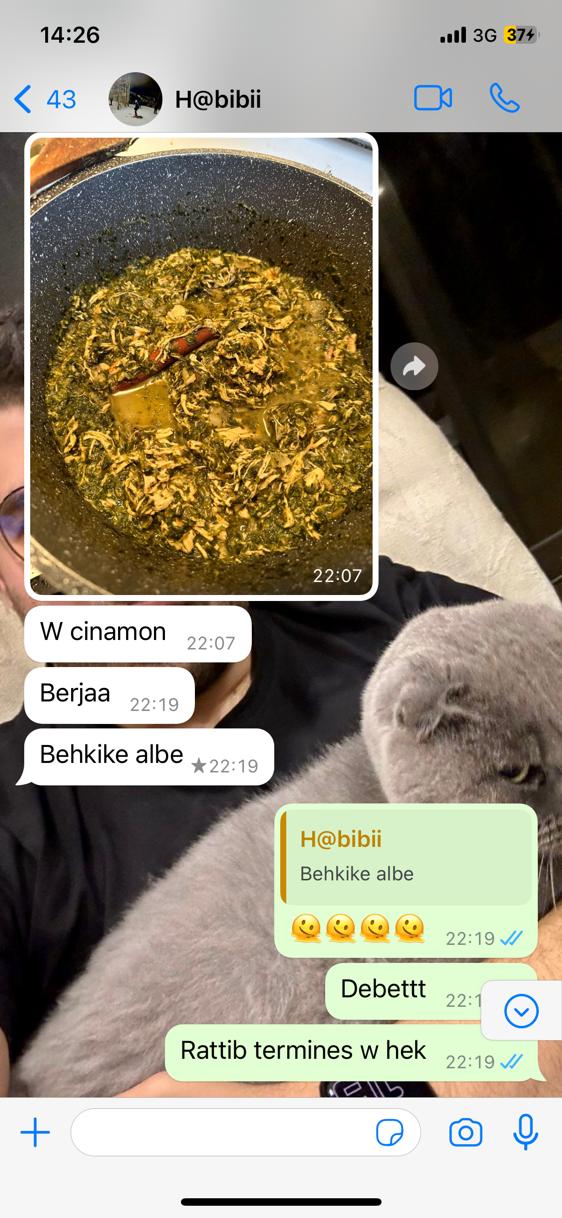 14:26
3G
37
43
H@bibii
22:07
W cinamon
22:07
Berjaa
22:19
Behkike albe
★22:19
H@bibii
Behkike albe
🫠🫠🫠🫠
22:19
Debettt
22:1
Rattib termines w hek
22:19